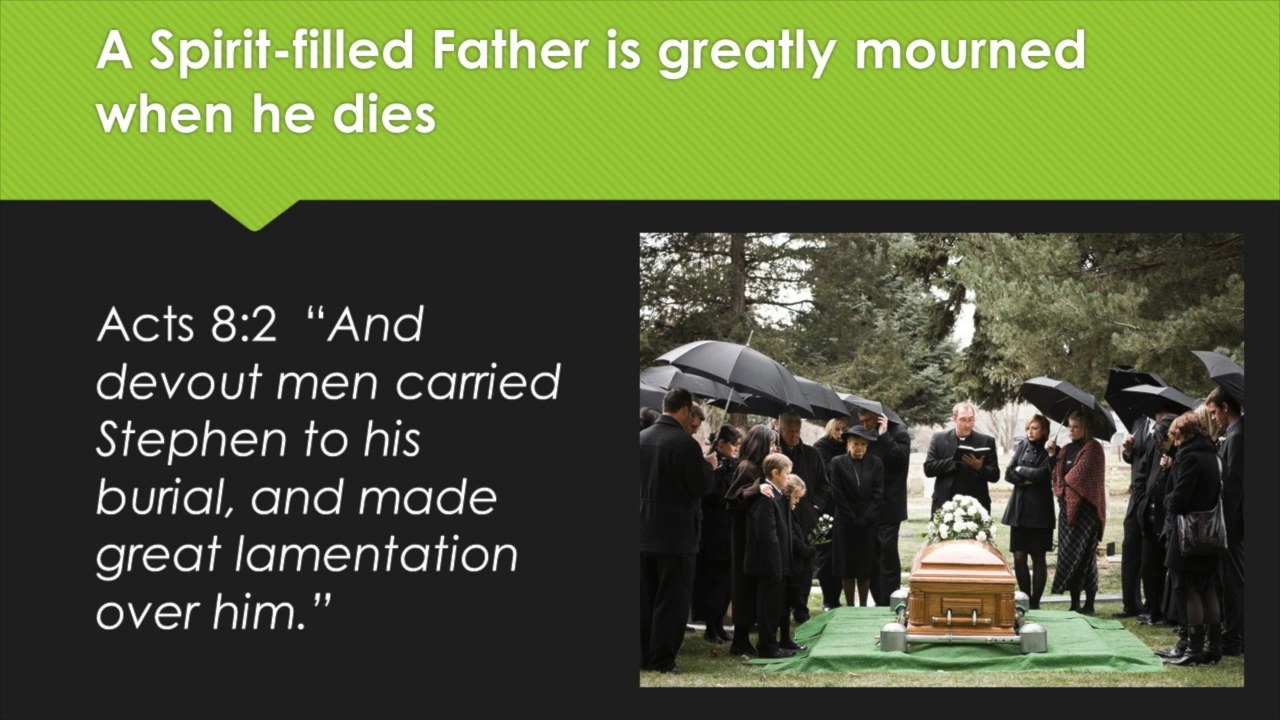 A Spirit-filled Father is greatly mourned
when he dies
Acts 8:2  “And
devout men carried
Stephen to his
burial, and made
great lamentation
over him.”